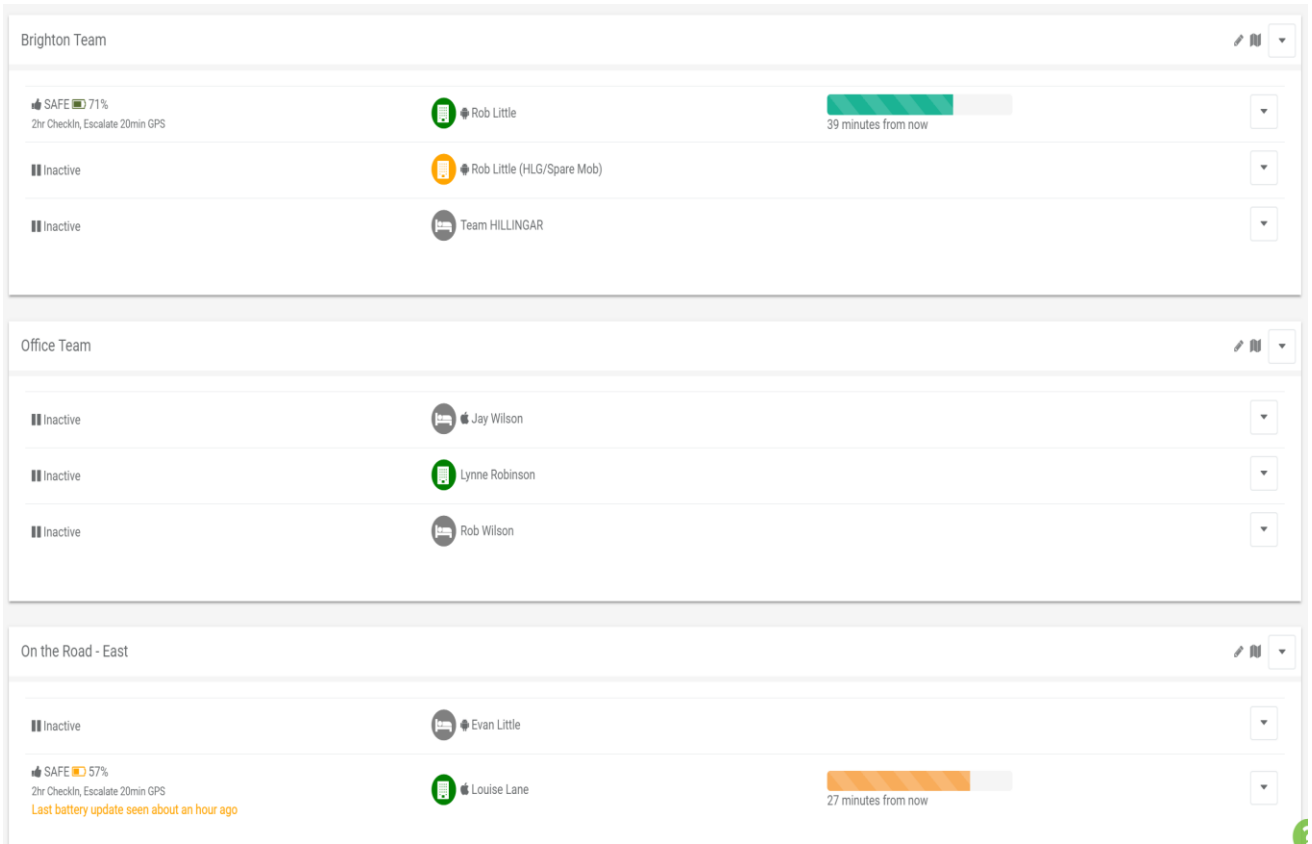 Brighton Team
SAFE 71%
2hr CheckIn, Escalate 20min GPS
Rob Little
39 minutes from now
Inactive
Rob Little (HLG/Spare Mob)
Inactive
Team HILLINGAR
Office Team
Inactive
Jay Wilson
Inactive
Lynne Robinson
Inactive
Rob Wilson
On the Road - East
Inactive
Evan Little
SAFE 57%
2hr CheckIn, Escalate 20min GPS
Last battery update seen about an hour ago
Louise Lane
27 minutes from now
?